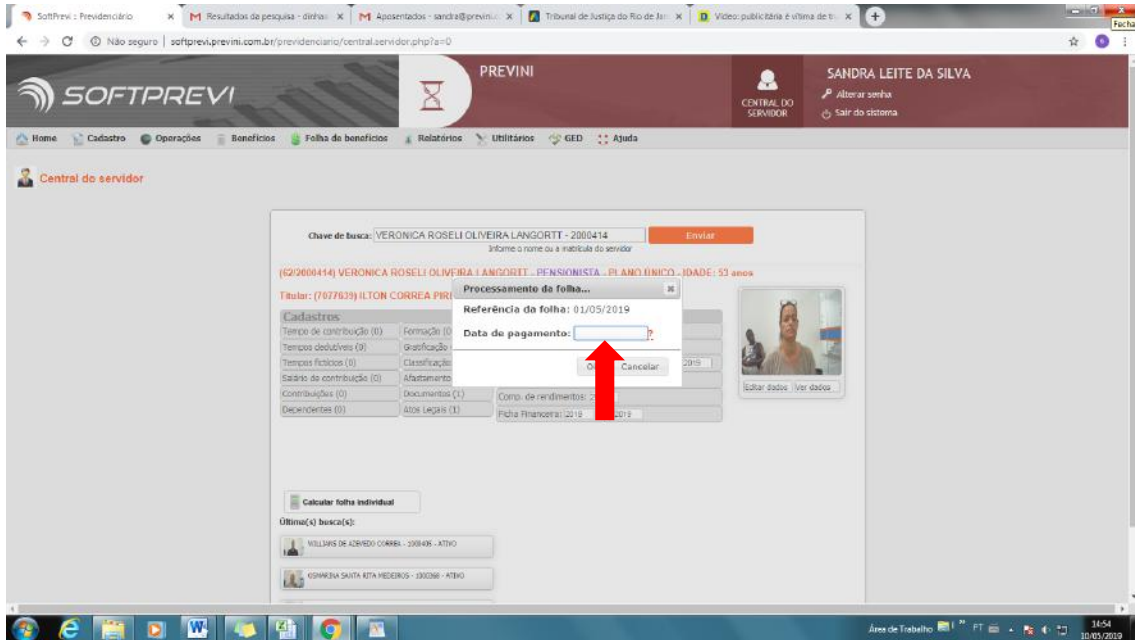 SoftPrevi :: Previdenciário
Resultados da pesquisa - dinha
Aposentados - sandra@previni.
Tribunal de Justiça do Rio de Jan
Vídeo: publicitária é vítima de t
Fecha
Não seguro | softprevi.previni.com.br/previdenciario/central.servidor.php?a=0
SOFTPREVI
PREVINI
CENTRAL DO
SERVIDOR
SANDRA LEITE DA SILVA
Alterar senha
Sair do sistema
Home Cadastro Operações Benefícios Folha de benefícios Relatórios Utilitários GED Ajuda
Central do servidor
Chave de busca: VERONICA ROSELI OLIVEIRA LANGORTT - 2000414 Enviar
Informe o nome ou a matrícula do servidor
(62/2000414) VERONICA ROSELI OLIVEIRA LANGORTT - PENSIONISTA - PLANO ÚNICO - IDADE: 53 anos
Titular: (7077639) ILTON CORREA PIR
Processamento da folha...
Referência da folha: 01/05/2019
Data de pagamento: ?
Cancelar
Cadastros
Tempo de contribuição (0) Formação (0
Tempos dedutíveis (0) Gratificação
Tempos fictícios (0) Classificação 2019
Salário de contribuição (0) Afastamento
Contribuições (0) Documentos (1) Comp. de rendimentos:
Dependentes (0) Atos Legais (1) Ficha Financeira: 2019 2019
Editar dados Ver dados
Calcular folha individual
Última(s) busca(s):
WILLIANS DE AZEVEDO CORREA - ATIVO
OSMARINA SANTA RITA MEDEIROS - ATIVO
Área de Trabalho PT 14:54
10/05/2019